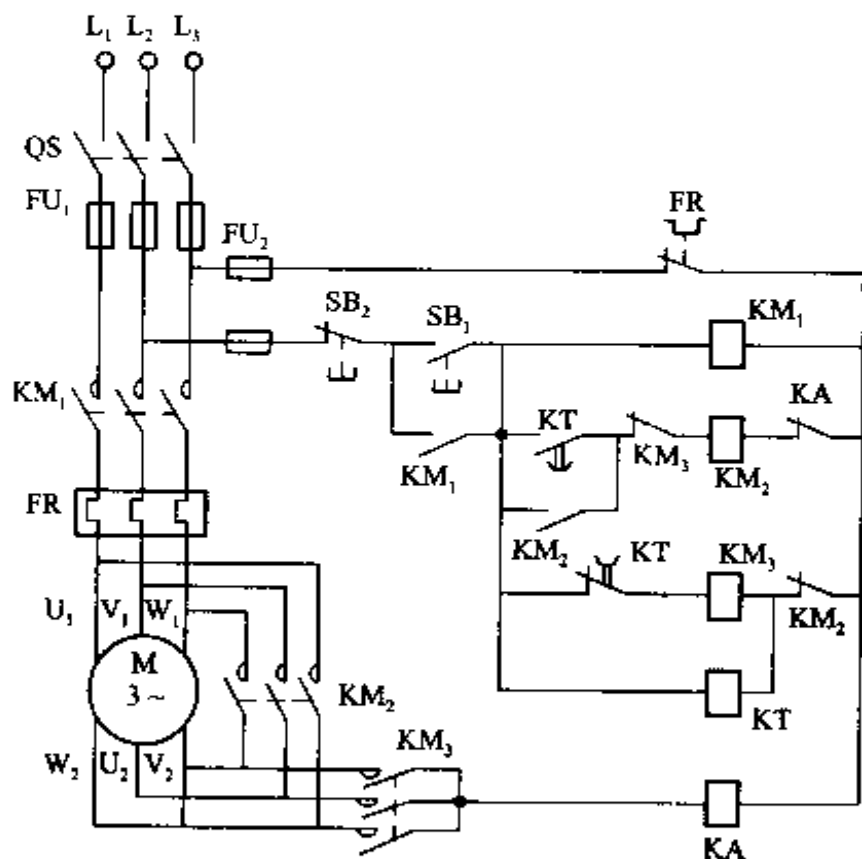 L₁ L₂ L₃
QS
FU₁
FU₂
FR
SB₂
SB₁
KM₁
KM₁
KT
KA
KM₁
KM₃
KM₂
FR
KM₂
KT
KM₃
KM₂
U₁ V₁ W₁
M
3~
KM₂
KT
W₂ U₂ V₂
KM₃
KA